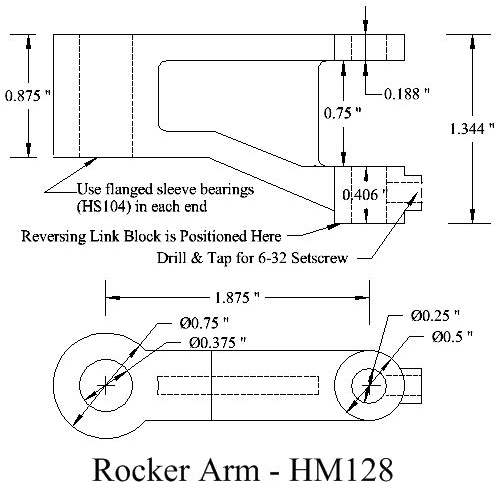 0.875 "
0.188 "
0.75 "
1.344 "
0.406 "
Use flanged sleeve bearings
(HS104) in each end
Reversing Link Block is Positioned Here
Drill & Tap for 6-32 Setscrew
1.875 "
Ø0.25 "
Ø0.75 "
Ø0.5 "
Ø0.375 "
Rocker Arm - HM128